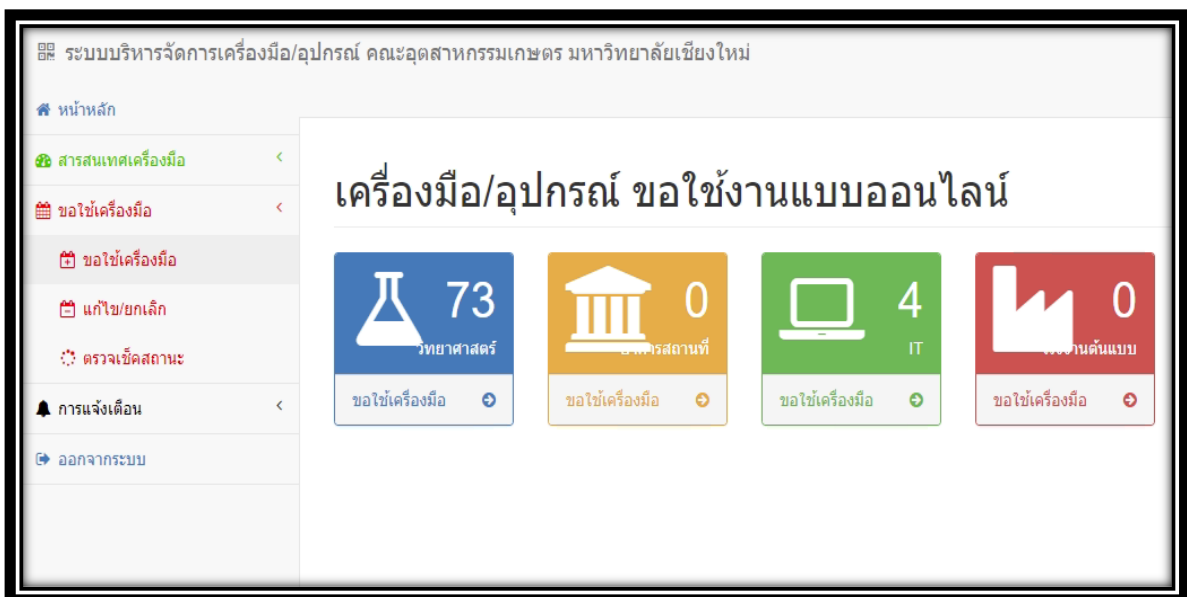 ระบบบริหารจัดการเครื่องมือ/อุปกรณ์ คณะอุตสาหกรรมเกษตร มหาวิทยาลัยเชียงใหม่
หน้าหลัก
สารสนเทศเครื่องมือ
ขอใช้เครื่องมือ
ขอใช้เครื่องมือ
แก้ไข/ยกเลิก
ตรวจเช็คสถานะ
การแจ้งเตือน
ออกจากระบบ
เครื่องมือ/อุปกรณ์ ขอใช้งานแบบออนไลน์
73
วิทยาศาสตร์
ขอใช้เครื่องมือ
0
ขอใช้เครื่องมือ
4
IT
ขอใช้เครื่องมือ
0
ขอใช้เครื่องมือ